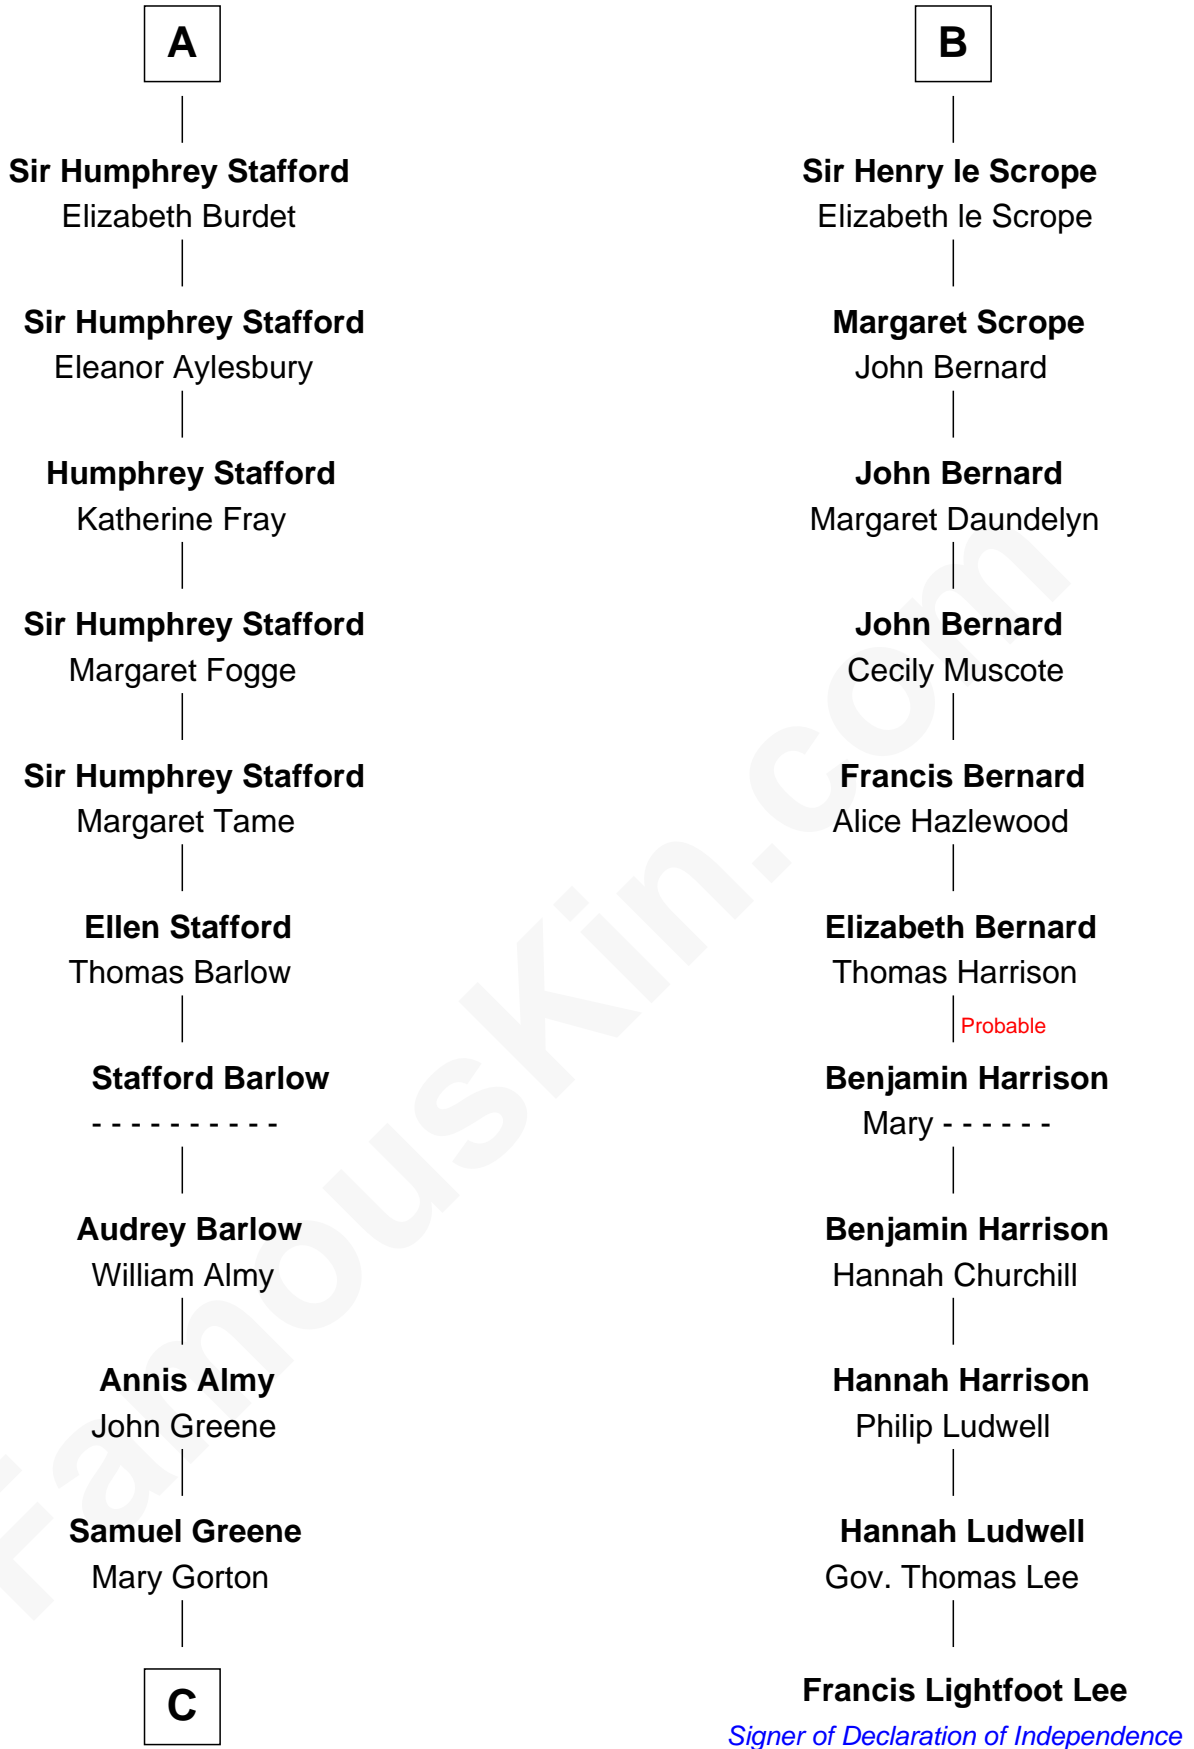 A
Sir Humphrey Stafford
Elizabeth Burdet
Sir Humphrey Stafford
Eleanor Aylesbury
Humphrey Stafford
Katherine Fray
Sir Humphrey Stafford
Margaret Fogge
Sir Humphrey Stafford
Margaret Tame
Ellen Stafford
Thomas Barlow
Stafford Barlow
- - - - - - - - - -
Audrey Barlow
William Almy
Annis Almy
John Greene
Samuel Greene
Mary Gorton
C
B
Sir Henry le Scrope
Elizabeth le Scrope
Margaret Scrope
John Bernard
John Bernard
Margaret Daundelyn
John Bernard
Cecily Muscote
Francis Bernard
Alice Hazlewood
Elizabeth Bernard
Thomas Harrison
Probable
Benjamin Harrison
Mary - - - - - -
Benjamin Harrison
Hannah Churchill
Hannah Harrison
Philip Ludwell
Hannah Ludwell
Gov. Thomas Lee
Francis Lightfoot Lee
Signer of Declaration of Independence
FamousKin.com